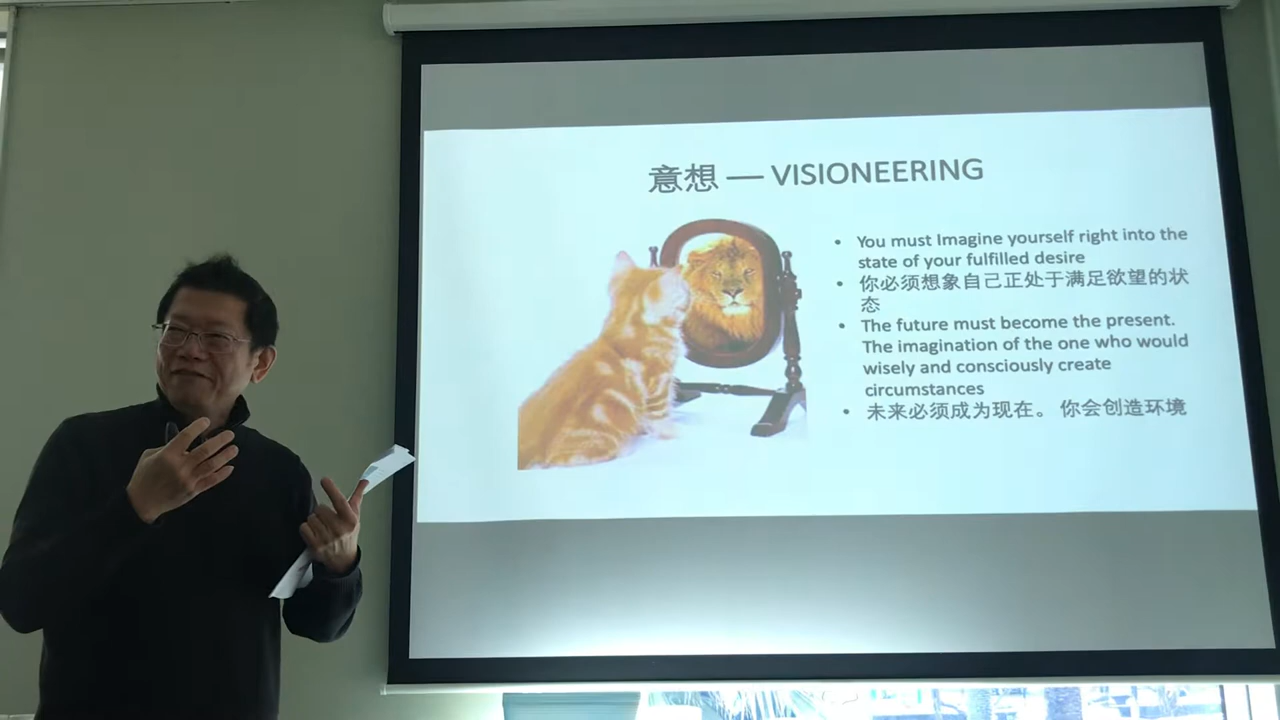 意想 — VISIONEERING
• You must Imagine yourself right into the
state of your fulfilled desire
• 你必须想象自己正处于满足欲望的状
态
• The future must become the present.
The imagination of the one who would
wisely and consciously create
circumstances
• 未来必须成为现在。 你会创造环境